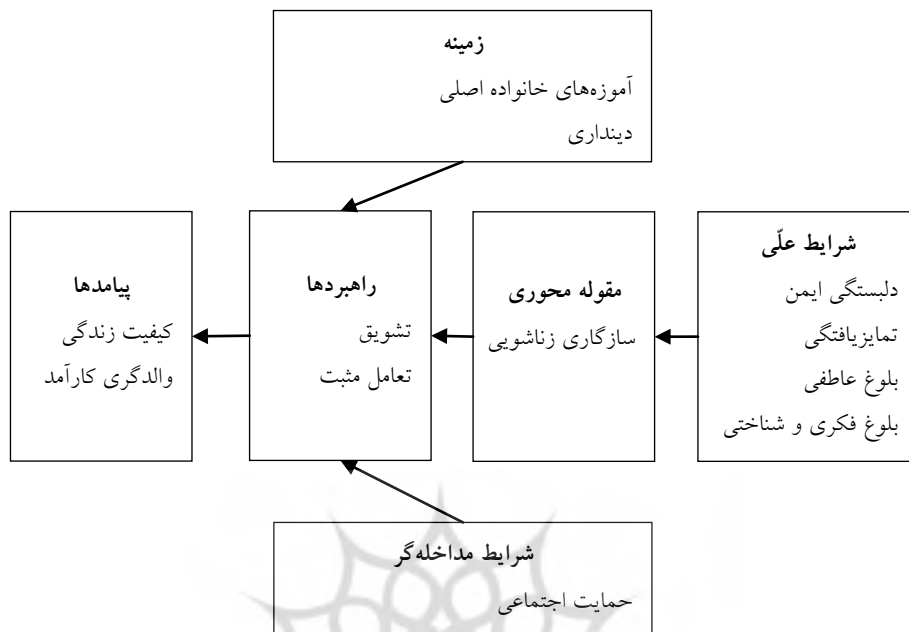 زمینه
آموزه‌های خانواده اصلی
دینداری
شرایط علّی
دلبستگی ایمن
تمایزیافتگی
بلوغ عاطفی
بلوغ فکری و شناختی
مقوله محوری
سازگاری زناشویی
راهبردها
تشویق
تعامل مثبت
پیامدها
کیفیت زندگی
والدگری کارآمد
شرایط مداخله‌گر
حمایت اجتماعی